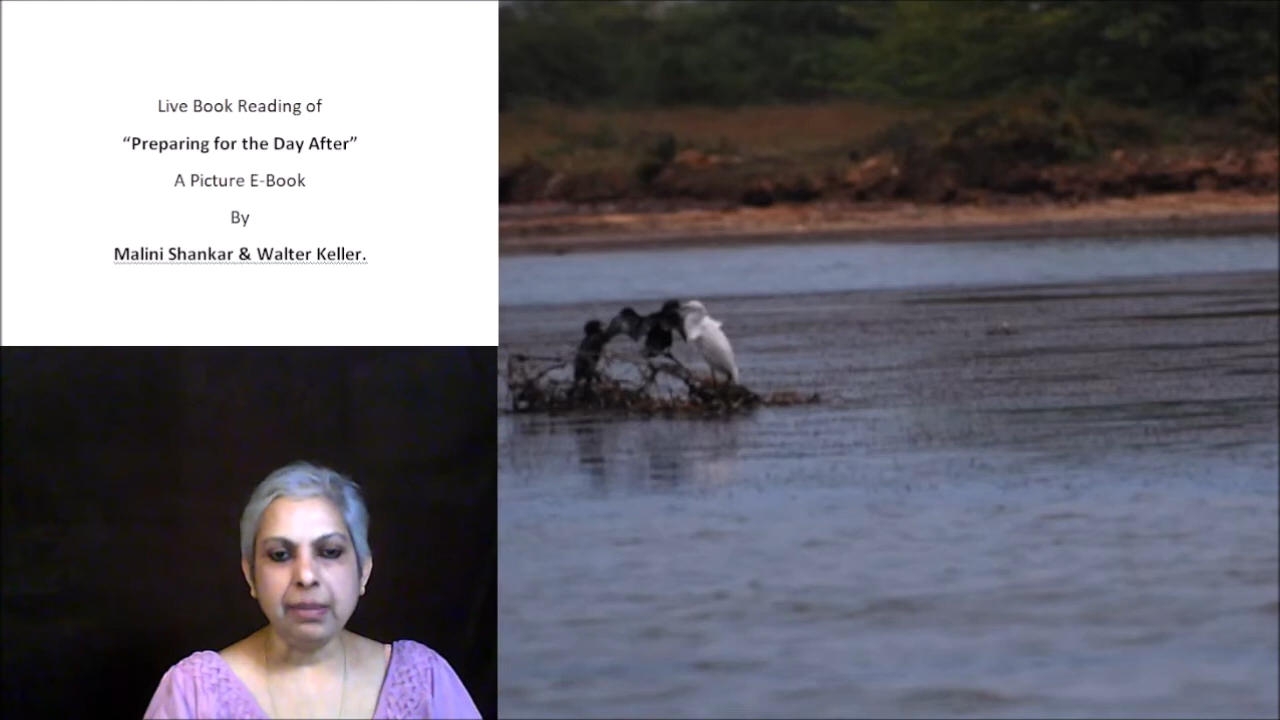 Live Book Reading of
“Preparing for the Day After”
A Picture E-Book
By
Malini Shankar & Walter Keller.